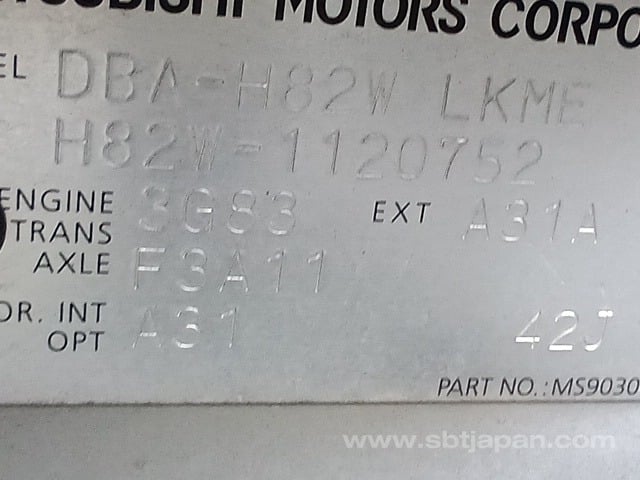 MITSUBISHI MOTORS CORPO
EL DBA-H82W LKME
H82W-1120752
ENGINE 3G83 EXT A31A
TRANS
AXLE F3A11
OR. INT A31 42J
OPT
PART NO.:MS9030
www.sbtjapan.com